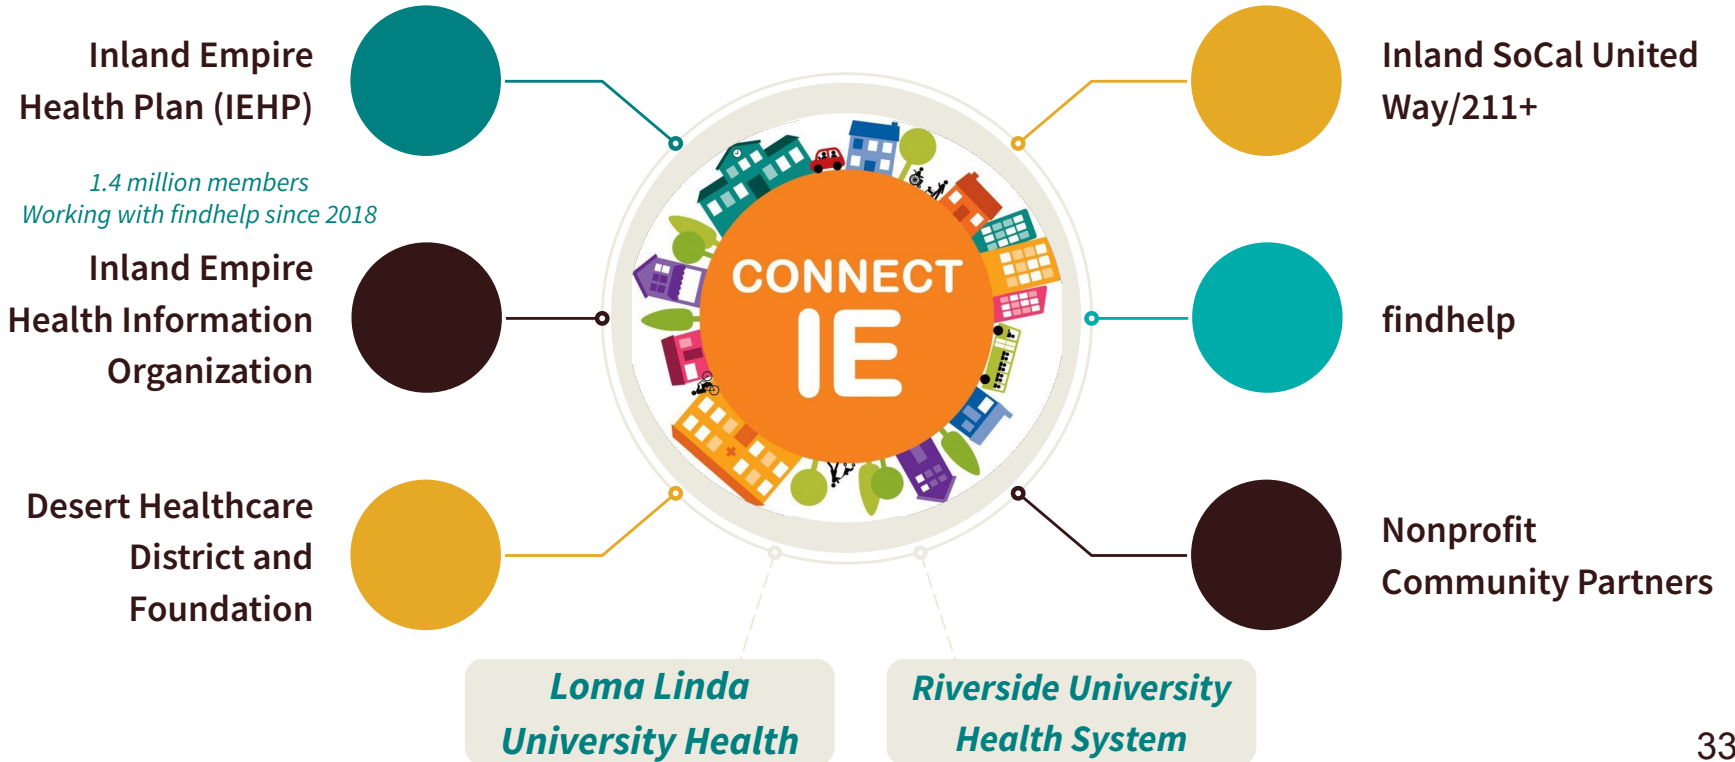 Inland Empire
Health Plan (IEHP)
1.4 million members
Working with findhelp since 2018
Inland Empire
Health Information
Organization
Desert Healthcare
District and
Foundation
CONNECT
IE
Inland SoCal United
Way/211+
findhelp
Nonprofit
Community Partners
Loma Linda
University Health
Riverside University
Health System
33